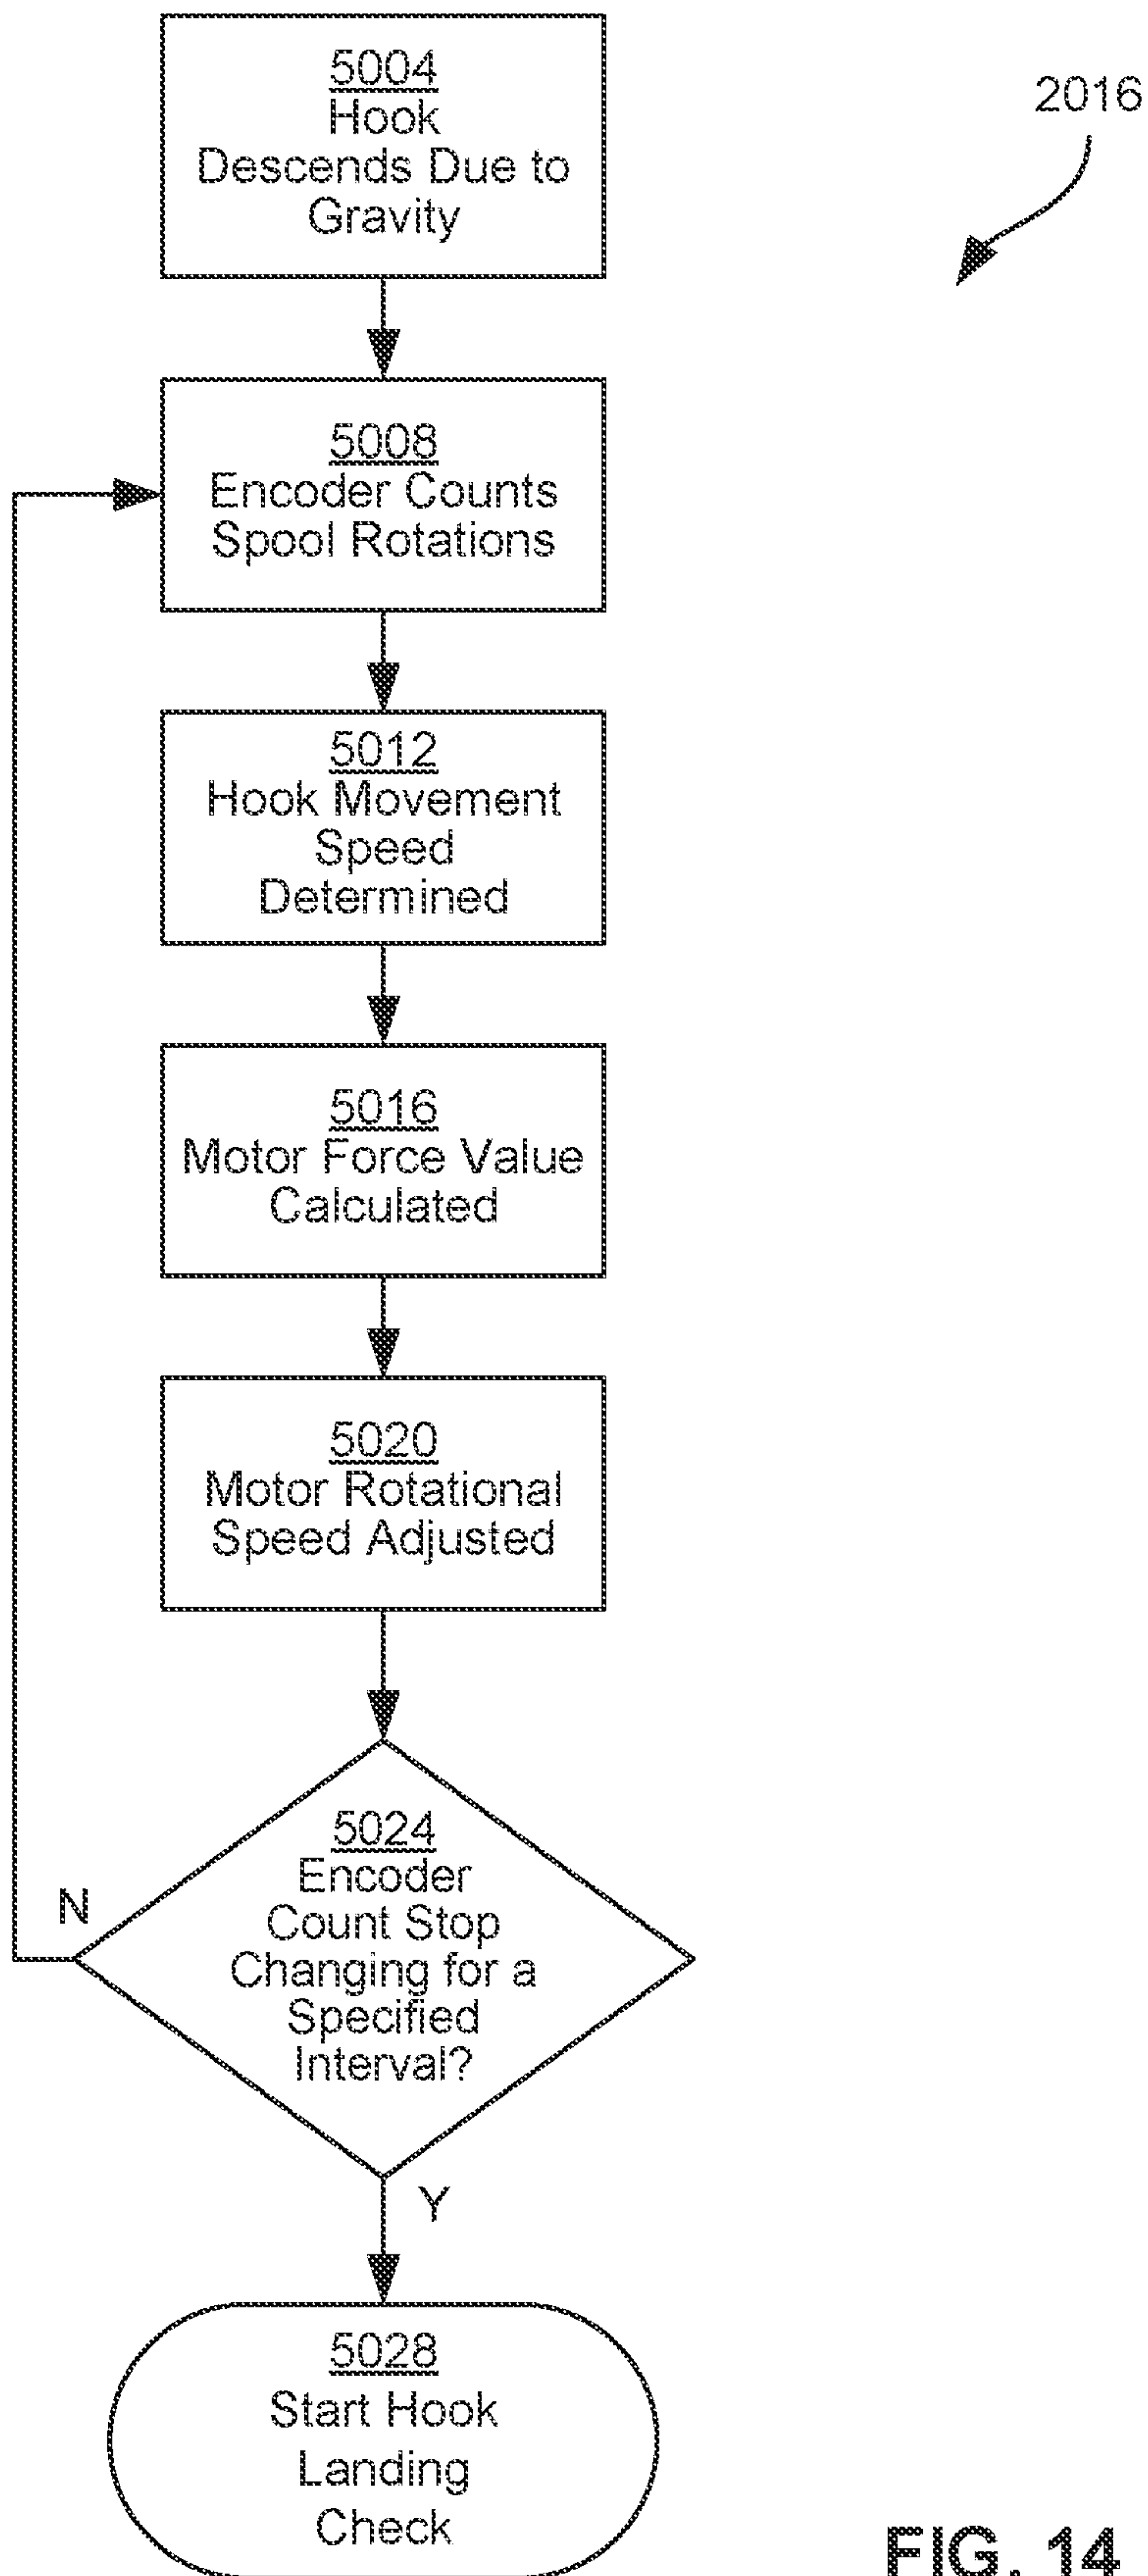 5004
Hook
Descends Due to
Gravity
2016
5008
Encoder Counts
Spool Rotations
5012
Hook Movement
Speed
Determined
5016
Motor Force Value
Calculated
5020
Motor Rotational
Speed Adjusted
5024
Encoder
Count Stop
Changing for a
Specified
Interval?
N
Y
5028
Start Hook
Landing
Check
FIG. 14